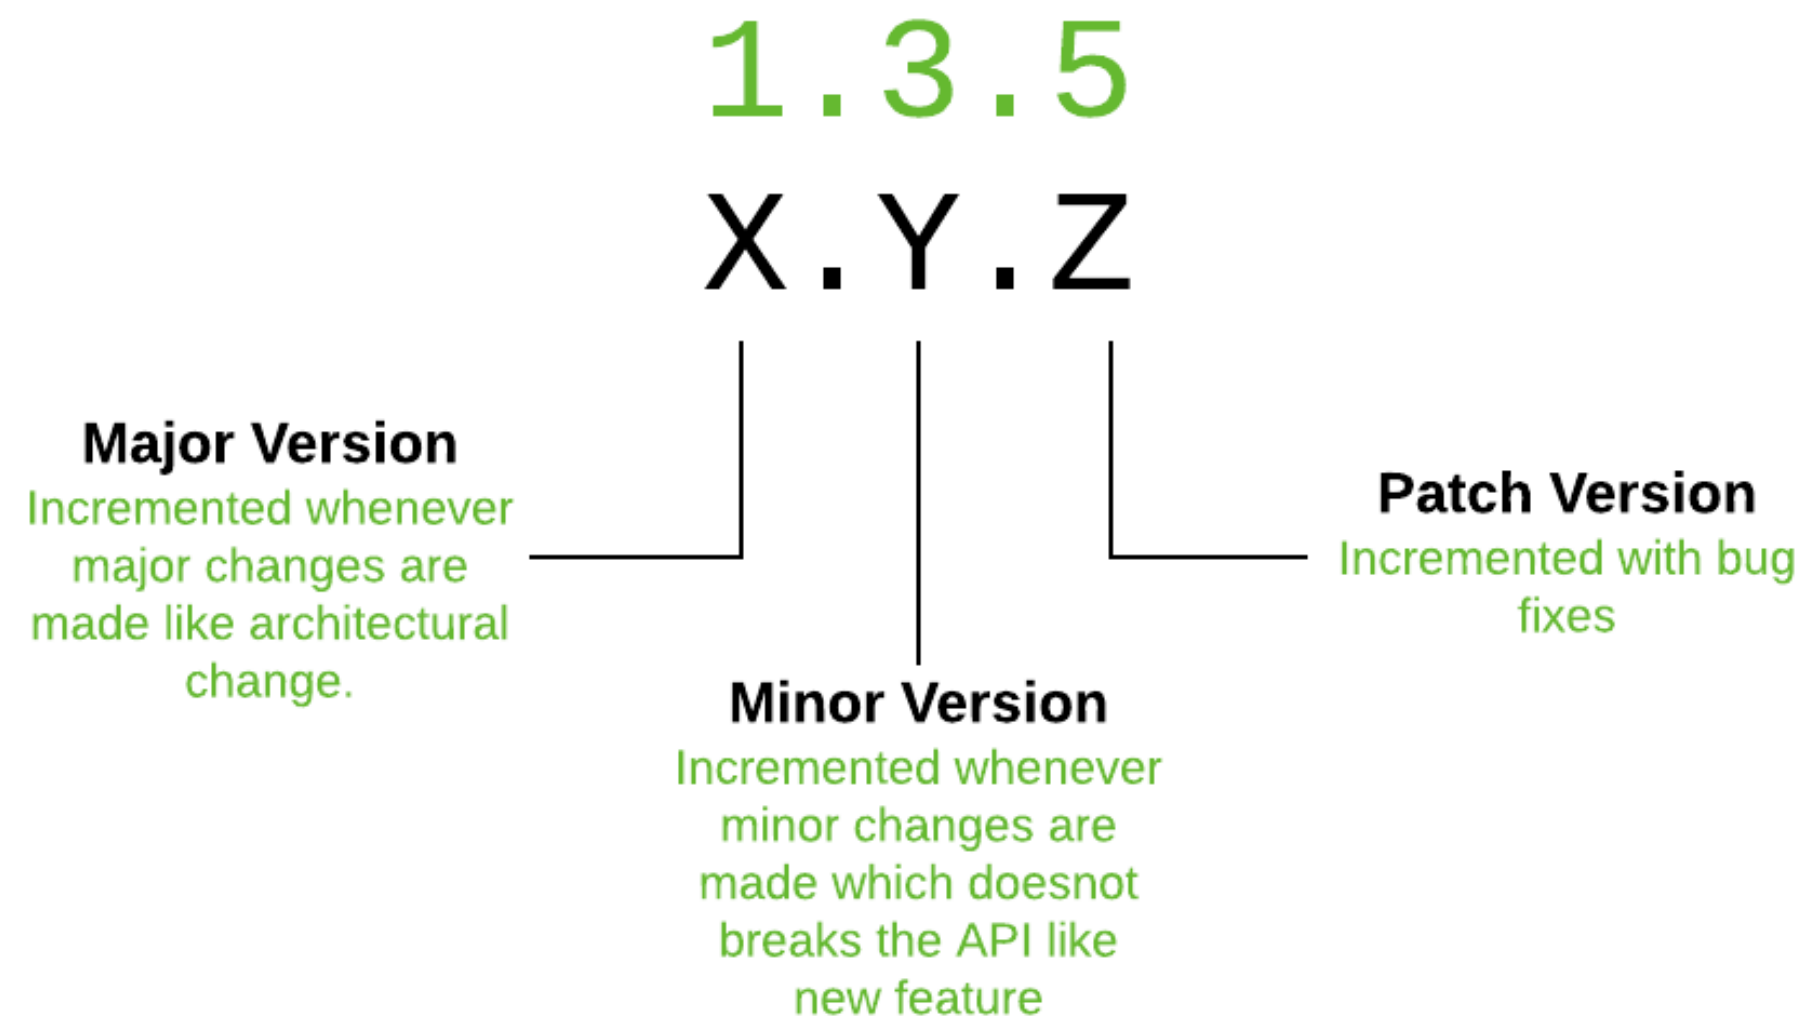 1.3.5
X.Y.Z
Major Version
Incremented whenever
major changes are
made like architectural
change.
Minor Version
Incremented whenever
minor changes are
made which doesnot
breaks the API like
new feature
Patch Version
Incremented with bug
fixes